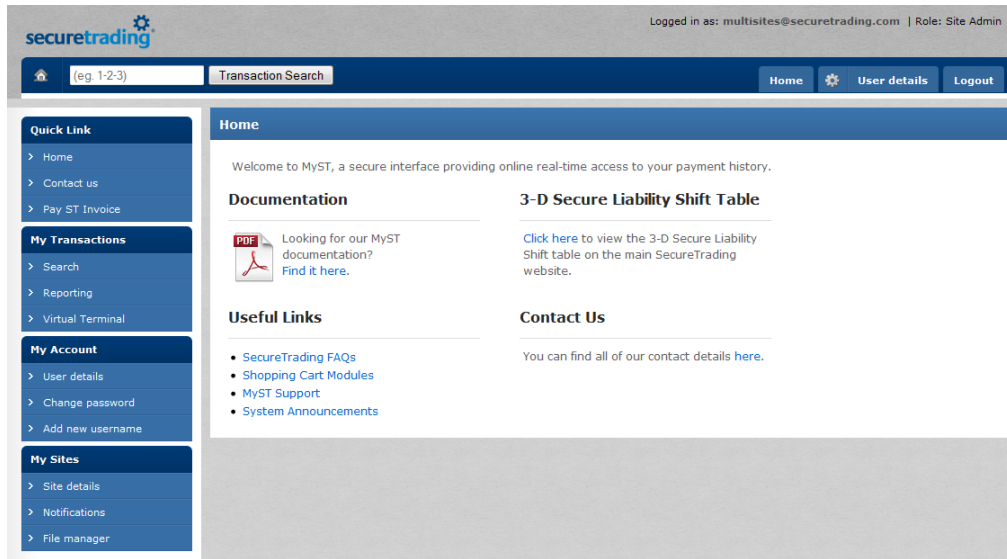 securetrading
Logged in as: multisites@securetrading.com | Role: Site Admin
(eg. 1-2-3) Transaction Search
Home User details Logout
Quick Link
> Home
> Contact us
> Pay ST Invoice
My Transactions
> Search
> Reporting
> Virtual Terminal
My Account
> User details
> Change password
> Add new username
My Sites
> Site details
> Notifications
> File manager
Home
Welcome to MyST, a secure interface providing online real-time access to your payment history.
Documentation
PDF
Looking for our MyST
documentation?
Find it here.
3-D Secure Liability Shift Table
Click here to view the 3-D Secure Liability
Shift table on the main SecureTrading
website.
Useful Links
• SecureTrading FAQs
• Shopping Cart Modules
• MyST Support
• System Announcements
Contact Us
You can find all of our contact details here.